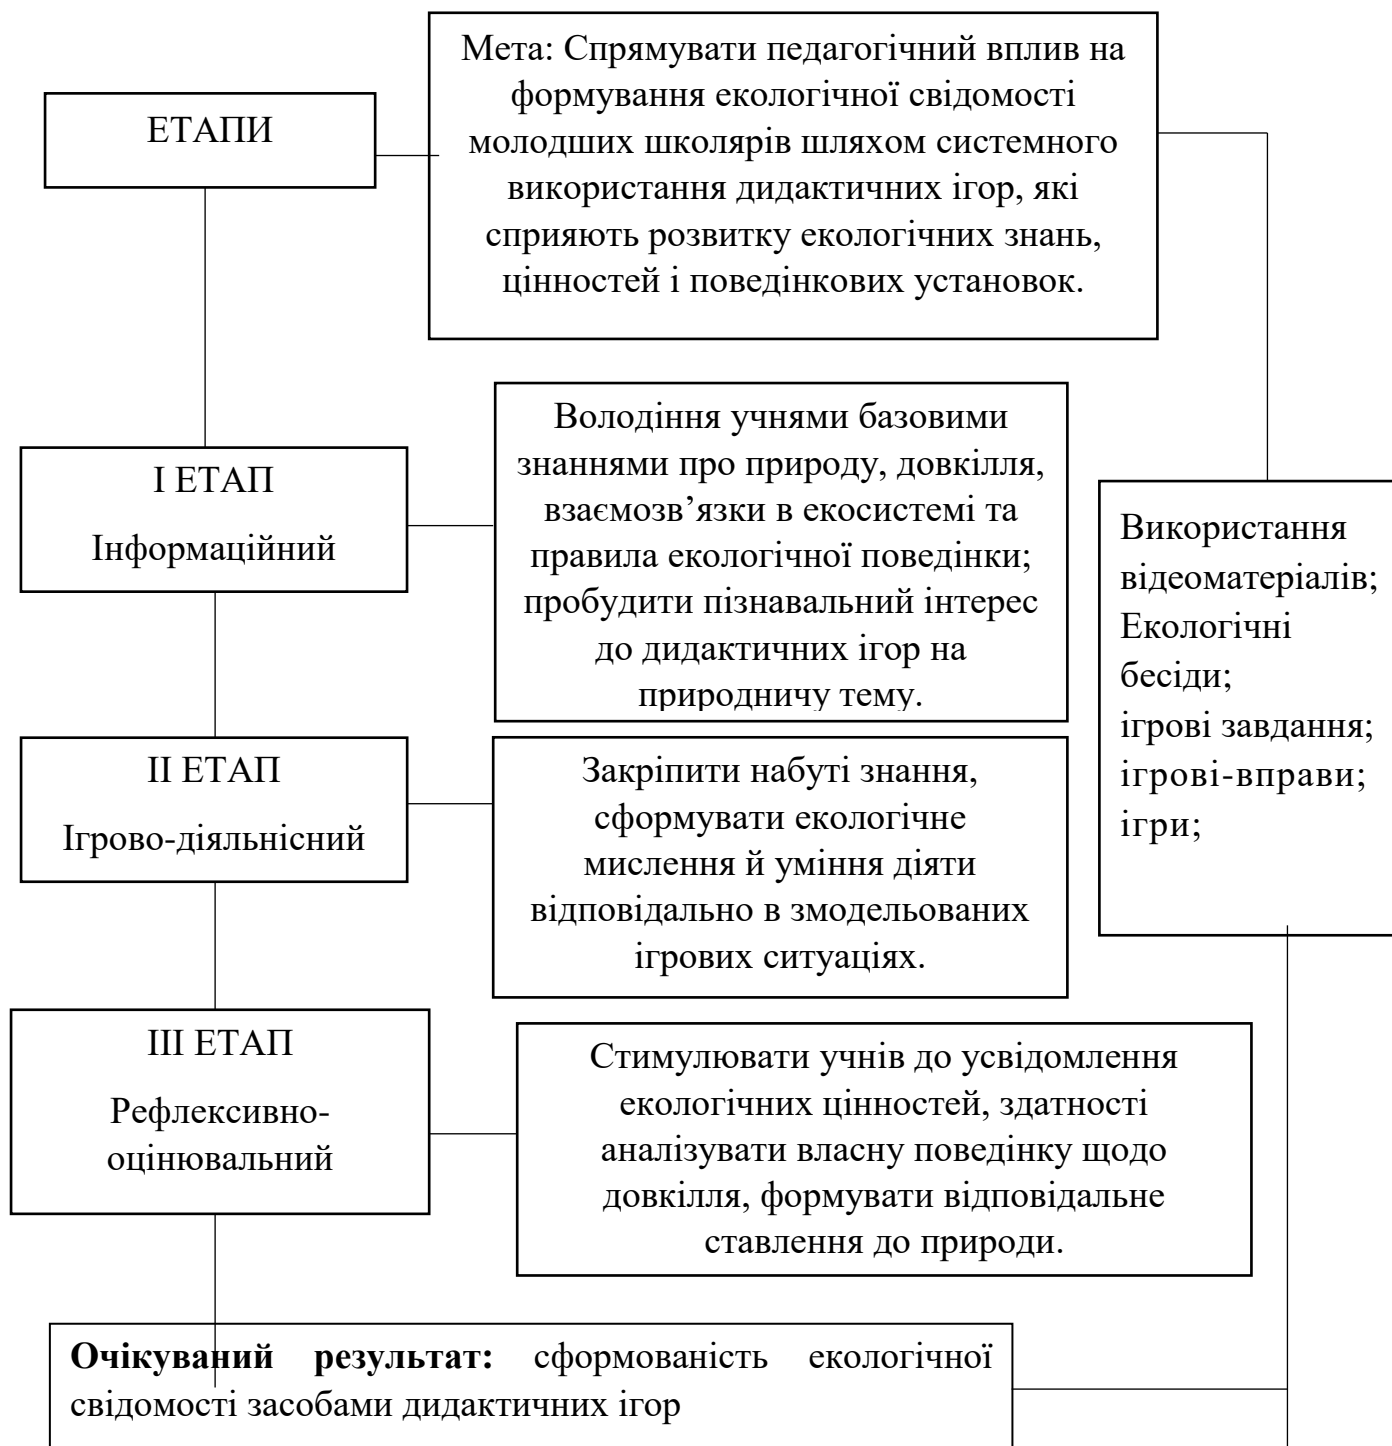 Мета: Спрямувати педагогічний вплив на
формування екологічної свідомості
молодших школярів шляхом системного
використання дидактичних ігор, які
сприяють розвитку екологічних знань,
цінностей і поведінкових установок.
ЕТАПИ
І ЕТАП
Інформаційний
Володіння учнями базовими
знаннями про природу, довкілля,
взаємозв’язки в екосистемі та
правила екологічної поведінки;
пробудити пізнавальний інтерес
до дидактичних ігор на
природничу тему.
Використання
відеоматеріалів;
Екологічні
бесіди;
ігрові завдання;
ігрові-вправи;
ігри;
ІІ ЕТАП
Ігрово-діяльнісний
Закріпити набуті знання,
сформувати екологічне
мислення й уміння діяти
відповідально в змодельованих
ігрових ситуаціях.
ІІІ ЕТАП
Рефлексивно-
оцінювальний
Стимулювати учнів до усвідомлення
екологічних цінностей, здатності
аналізувати власну поведінку щодо
довкілля, формувати відповідальне
ставлення до природи.
Очікуваний результат: сформованість екологічної
свідомості засобами дидактичних ігор